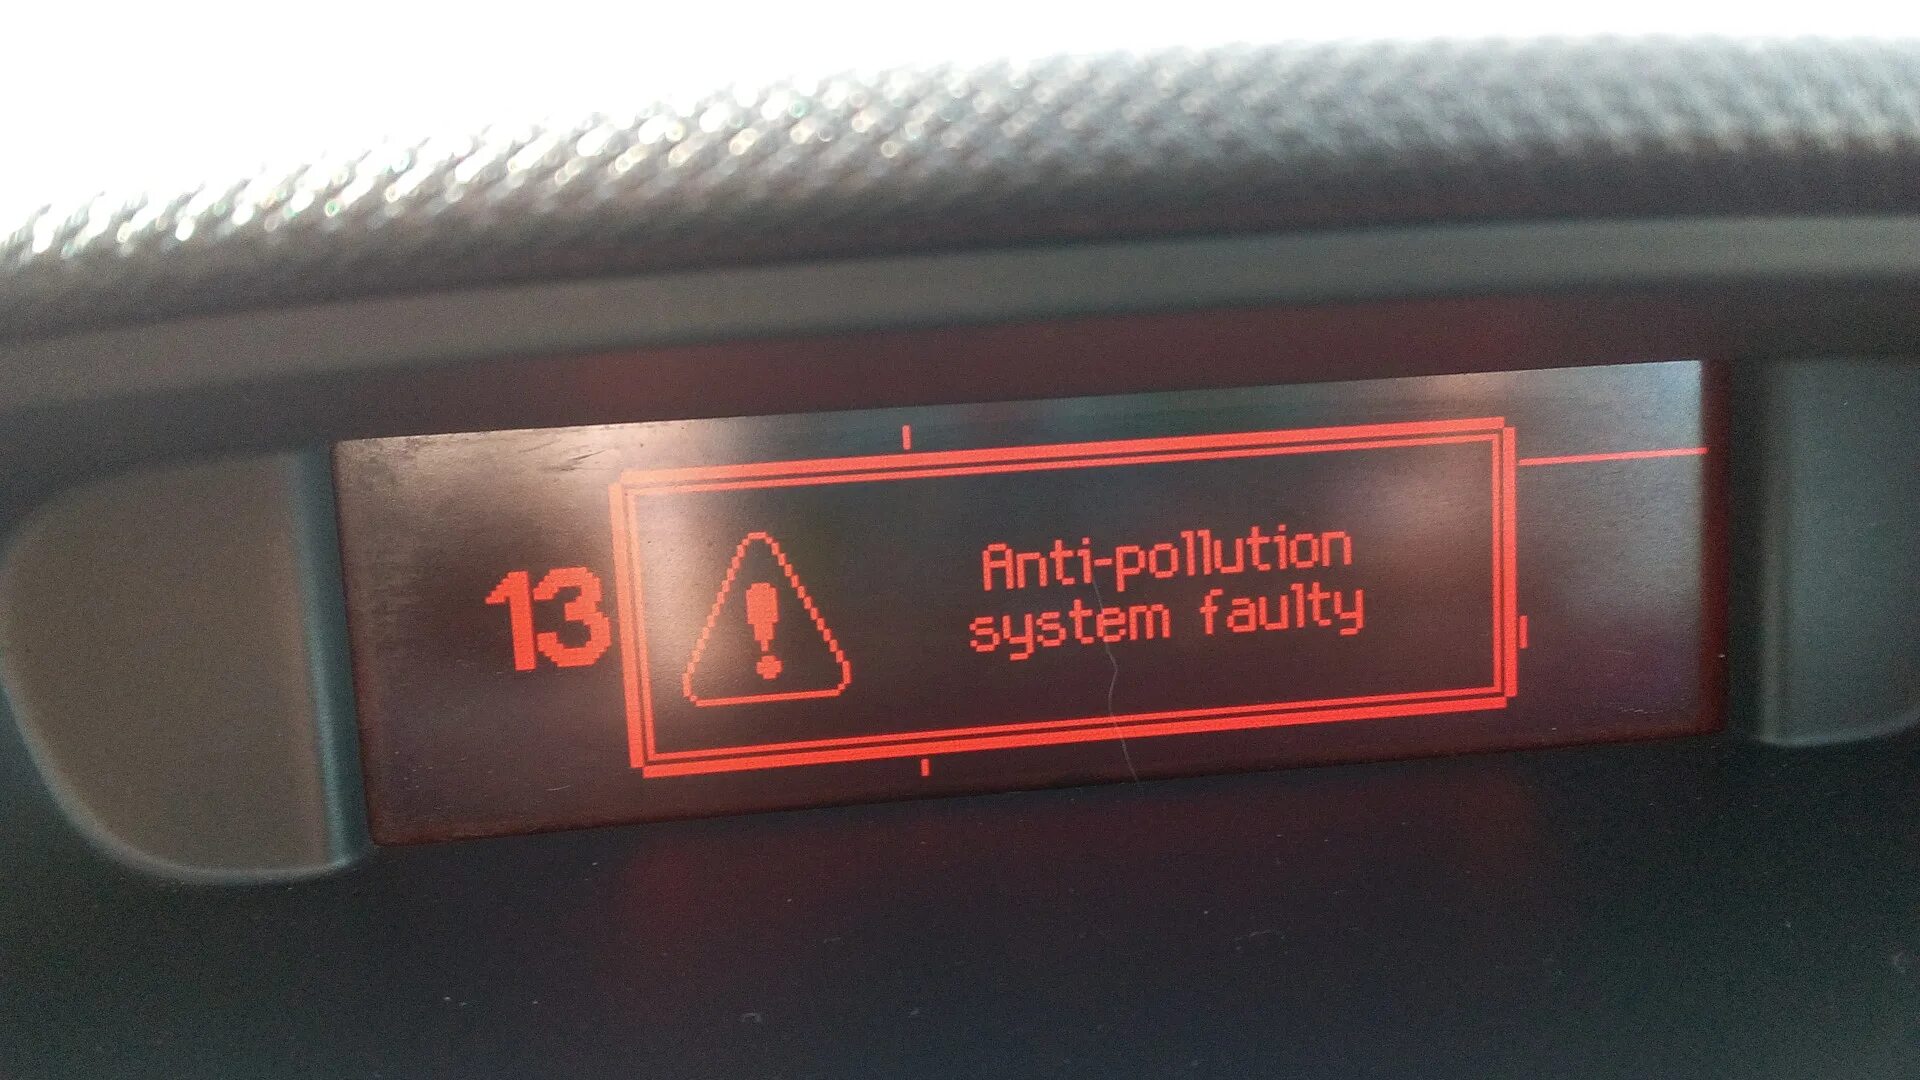 13
Anti-pollution
system faulty